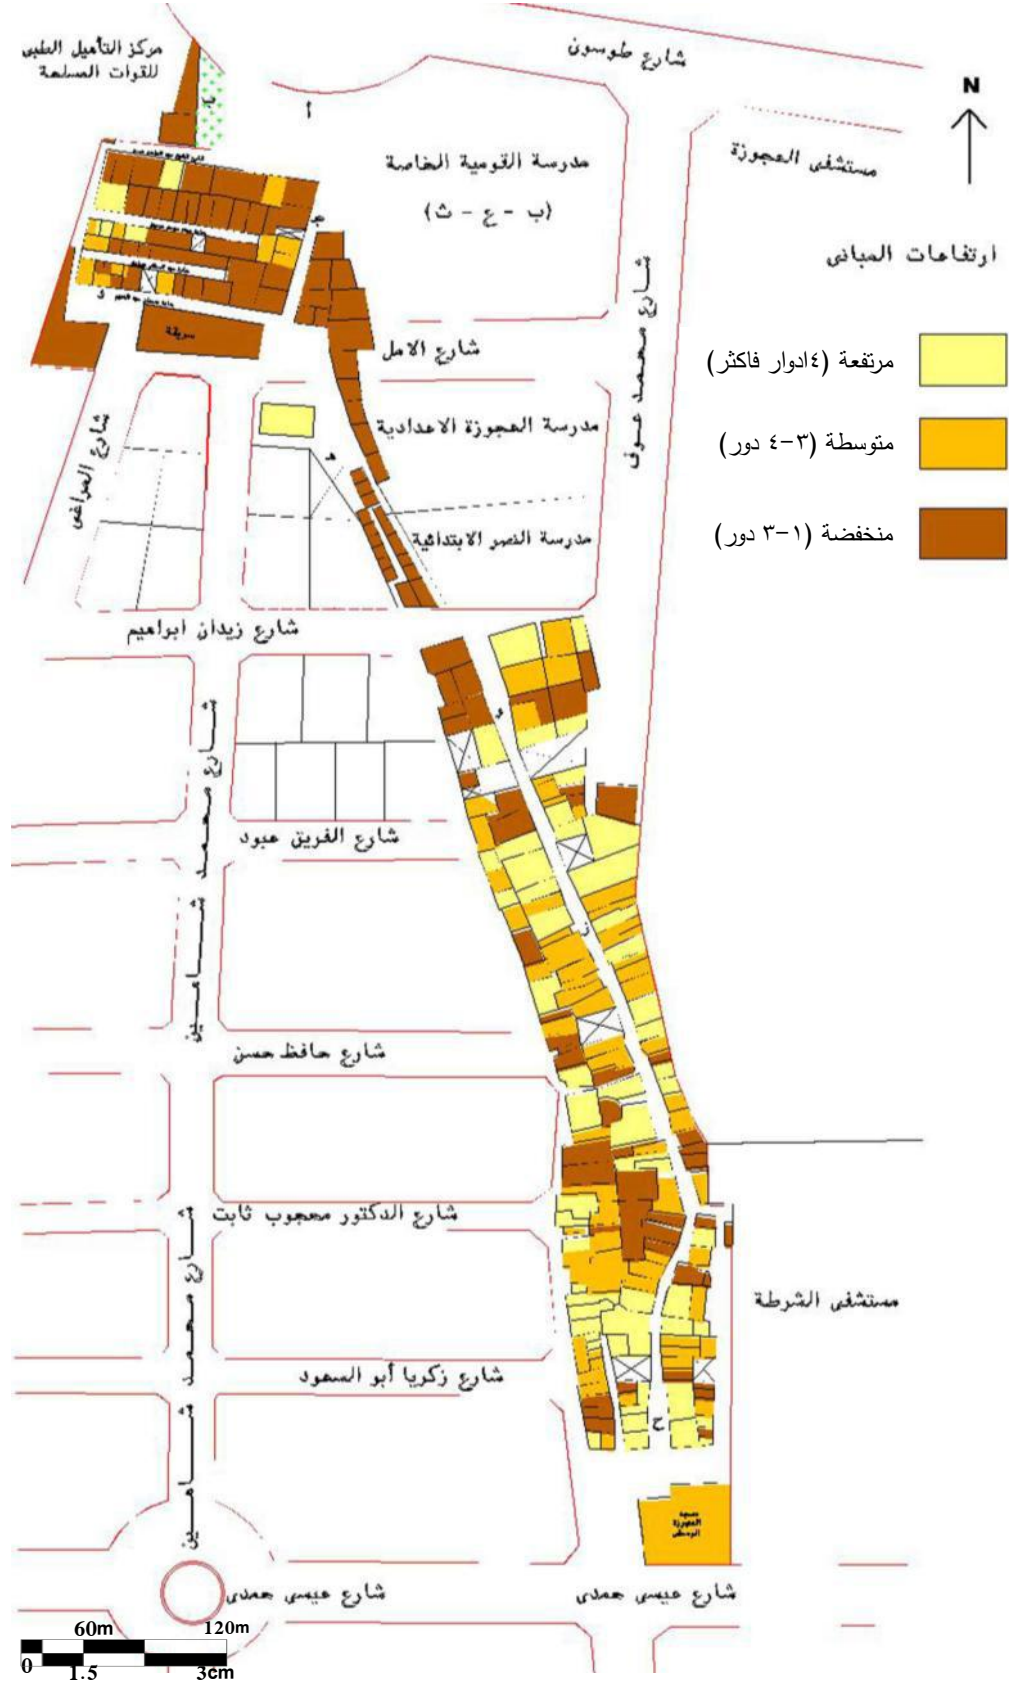 شارع طوسون
مركز التأهيل الطبى
للقوات المسلحة
أ
N
مدرسة القومية الخاصة
(ب - ع - ث)
مستشفى العجوزة
ارتفاعات المبانى
مرتفعة (٤ادوار فاكثر)
متوسطة (٣-٤ دور)
منخفضة (١-٣ دور)
شارع محمد عوف
سويقة
شارع الامل
شارع المراغى
مدرسة العجوزة الاعدادية
مدرسة النصر الابتدائية
شارع زيدان ابراهيم
شارع محمد شاهين
شارع الفريق عبود
شارع حافظ حسن
شارع الدكتور محجوب ثابت
شارع محمد شاهين
مستشفى الشرطة
شارع زكريا أبو السعود
ح
شارع عيسى حمدى
شارع عيسى حمدى
60m 120m
0 1.5 3cm